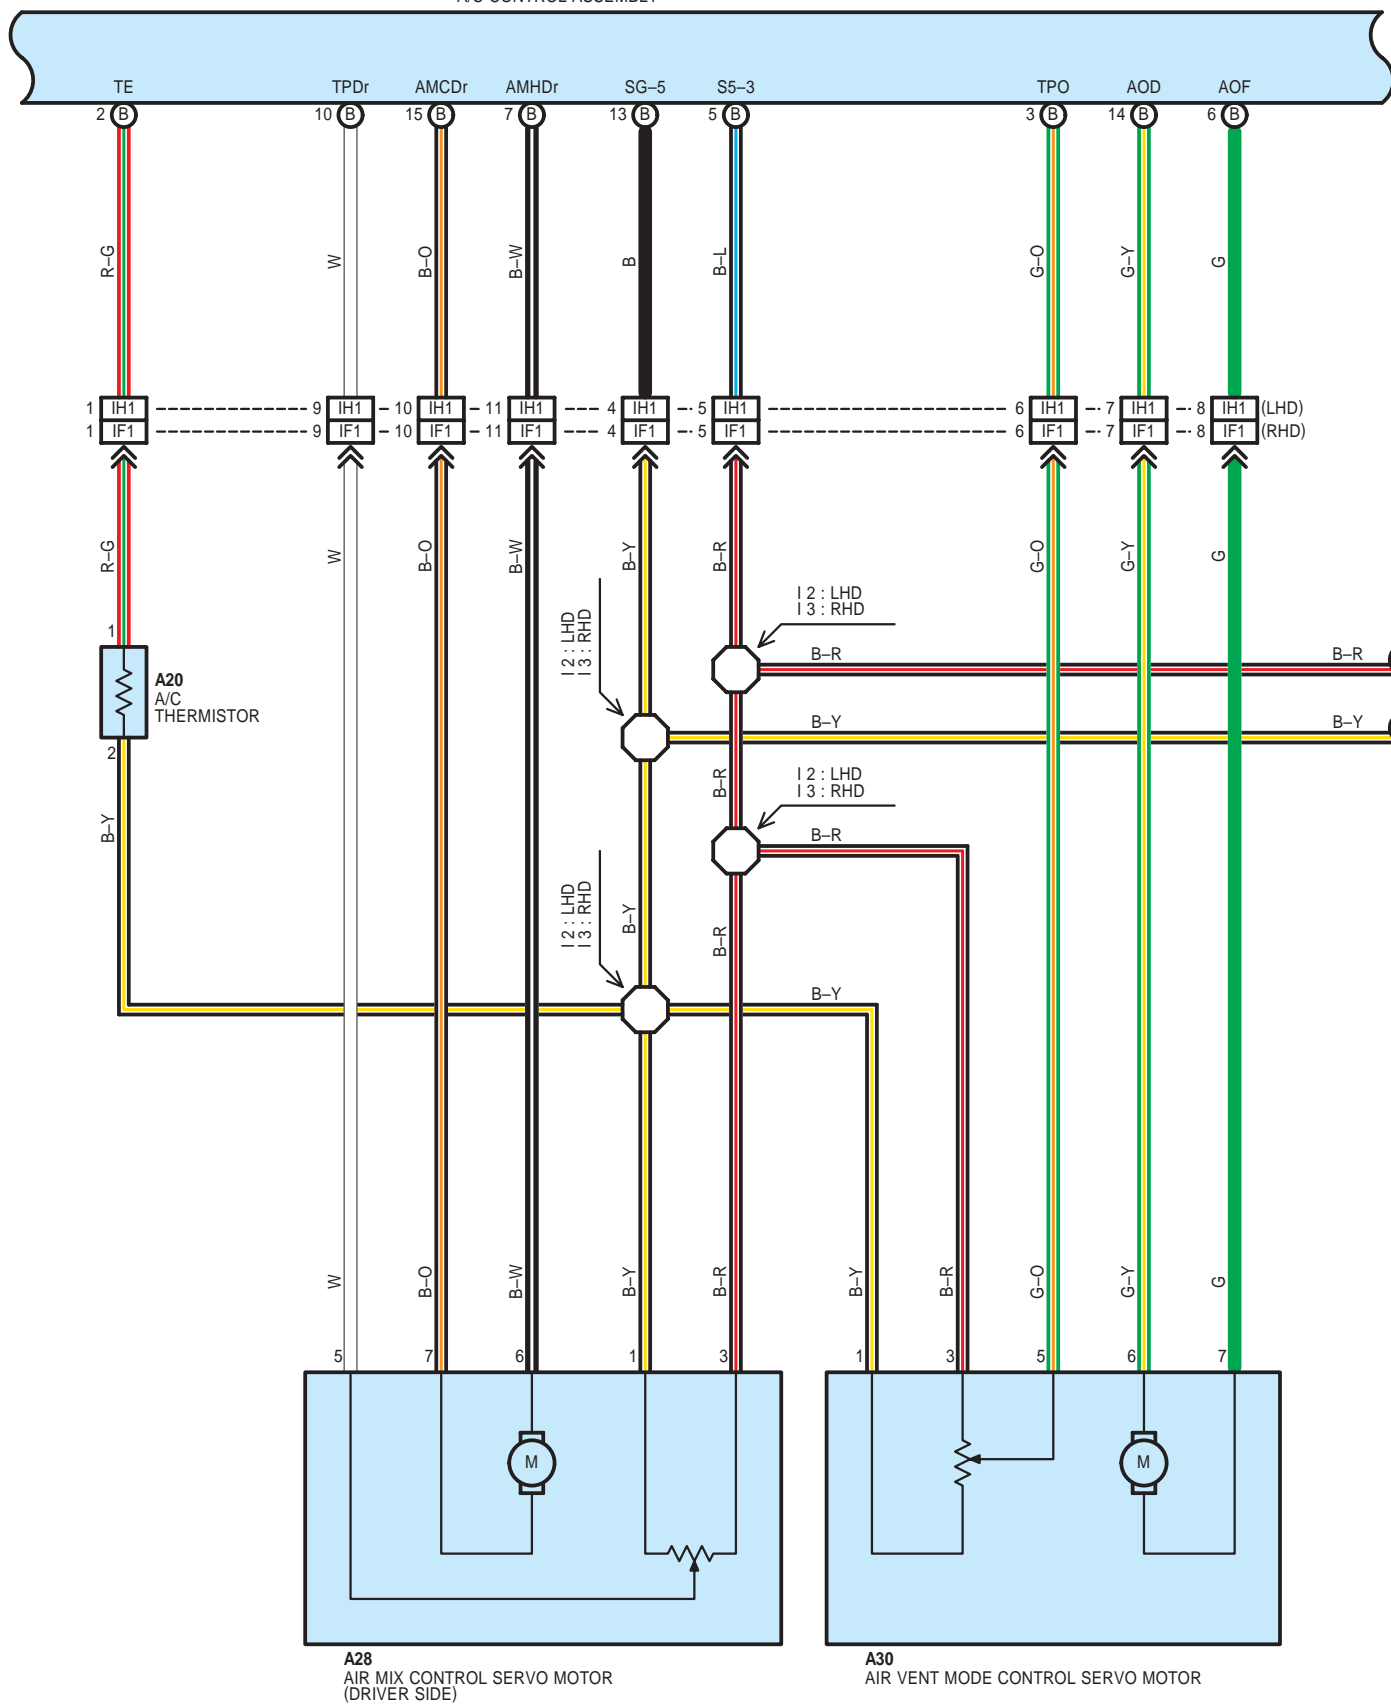 A/C CONTROL ASSEMBLY
TE TPDr AMCDr AMHDr SG–5 S5–3 TPO AOD AOF
2 B 10 B 15 B 7 B 13 B 5 B 3 B 14 B 6 B
R–G W B–O B–W B B–L G–O G–Y G
1 IH1 9 IH1 10 IH1 11 IH1 4 IH1 5 IH1 6 IH1 7 IH1 8 IH1 (LHD)
1 IF1 9 IF1 10 IF1 11 IF1 4 IF1 5 IF1 6 IF1 7 IF1 8 IF1 (RHD)
R–G W B–O B–W B–Y B–R G–O G–Y G
I 2 : LHD
I 3 : RHD
I 2 : LHD
I 3 : RHD
1
B–R B–R
A20
A/C
THERMISTOR
2
B–Y B–Y
B–R
I 2 : LHD
I 3 : RHD
B–Y
B–R
I 2 : LHD
I 3 : RHD
B–Y
B–R
B–Y
W B–O B–W B–Y B–R B–Y B–R G–O G–Y G
5 7 6 1 3 1 3 5 6 7
M M
A28
AIR MIX CONTROL SERVO MOTOR
(DRIVER SIDE)
A30
AIR VENT MODE CONTROL SERVO MOTOR